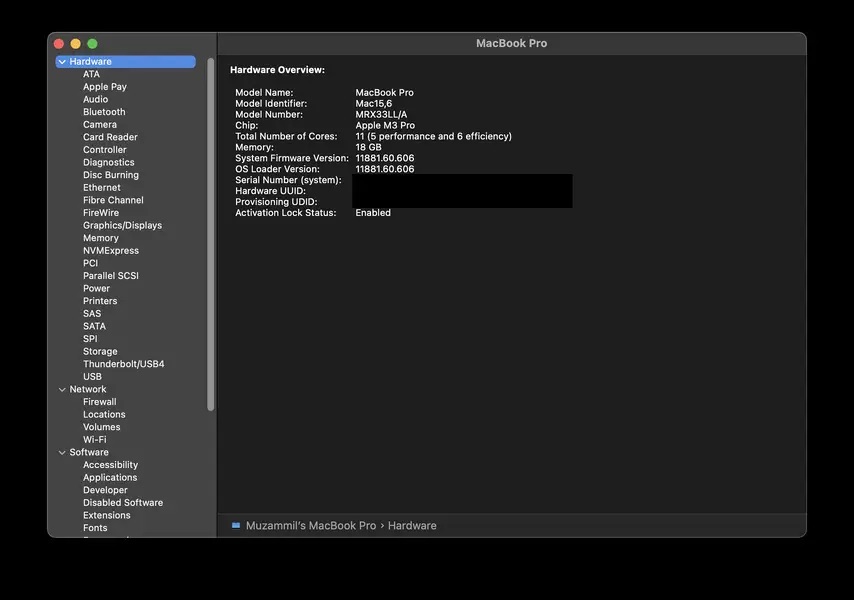 MacBook Pro
Hardware
ATA
Apple Pay
Audio
Bluetooth
Camera
Card Reader
Controller
Diagnostics
Disc Burning
Ethernet
Fibre Channel
FireWire
Graphics/Displays
Memory
NVMExpress
PCI
Parallel SCSI
Power
Printers
SAS
SATA
SPI
Storage
Thunderbolt/USB4
USB
Network
Firewall
Locations
Volumes
Wi-Fi
Software
Accessibility
Applications
Developer
Disabled Software
Extensions
Fonts
Hardware Overview:
Model Name: MacBook Pro
Model Identifier: Mac15,6
Model Number: MRX33LL/A
Chip: Apple M3 Pro
Total Number of Cores: 11 (5 performance and 6 efficiency)
Memory: 18 GB
System Firmware Version: 11881.60.606
OS Loader Version: 11881.60.606
Serial Number (system):
Hardware UUID:
Provisioning UDID:
Activation Lock Status: Enabled
Muzammil's MacBook Pro › Hardware